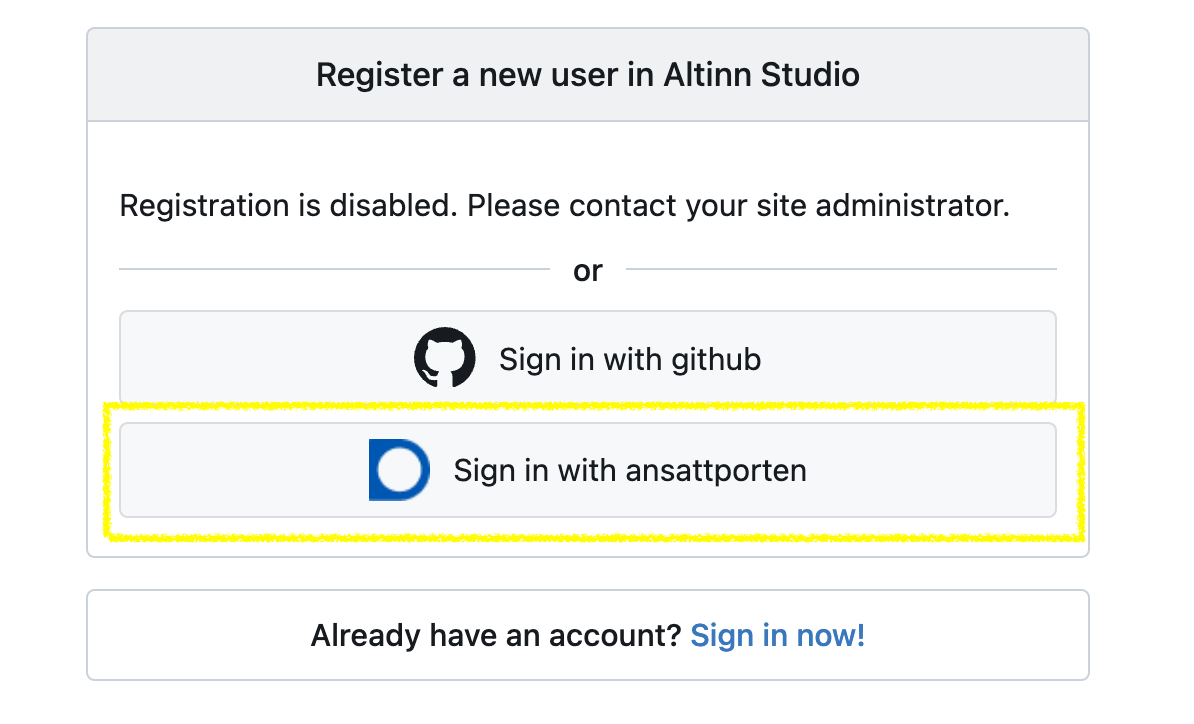 Register a new user in Altinn Studio
Registration is disabled. Please contact your site administrator.
or
Sign in with github
Sign in with ansattporten
Already have an account? Sign in now!